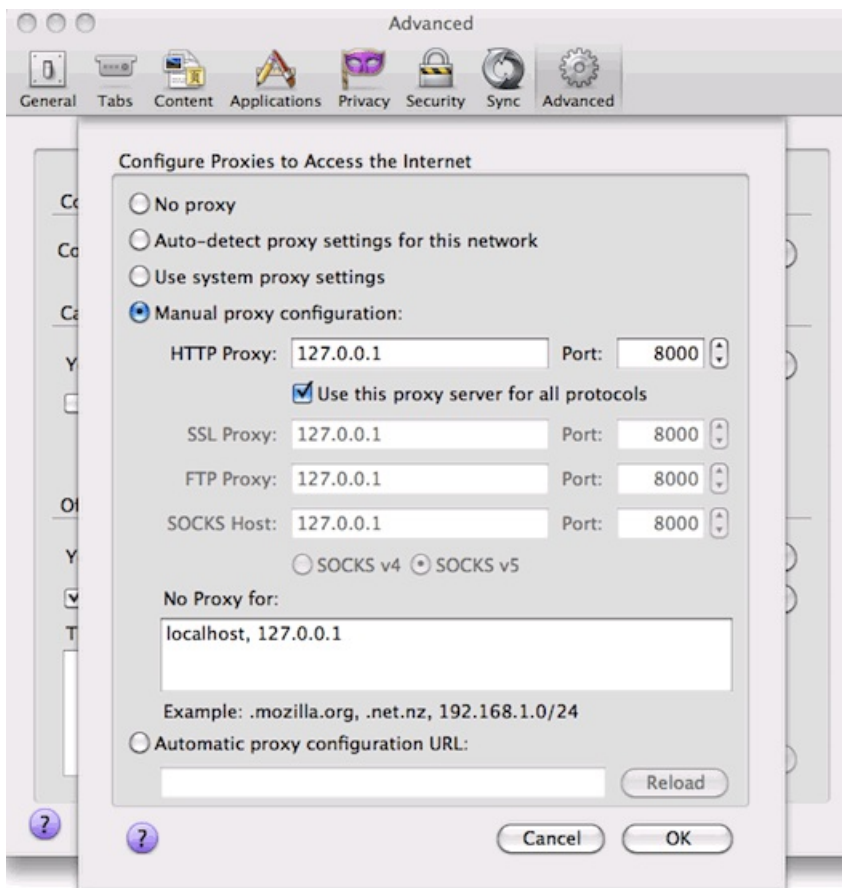 Advanced
General Tabs Content Applications Privacy Security Sync Advanced
Configure Proxies to Access the Internet
No proxy
Auto-detect proxy settings for this network
Use system proxy settings
Manual proxy configuration:
HTTP Proxy: 127.0.0.1 Port: 8000
Use this proxy server for all protocols
SSL Proxy: 127.0.0.1 Port: 8000
FTP Proxy: 127.0.0.1 Port: 8000
SOCKS Host: 127.0.0.1 Port: 8000
SOCKS v4 SOCKS v5
No Proxy for:
localhost, 127.0.0.1
Example: .mozilla.org, .net.nz, 192.168.1.0/24
Automatic proxy configuration URL:
Reload
? ? Cancel OK